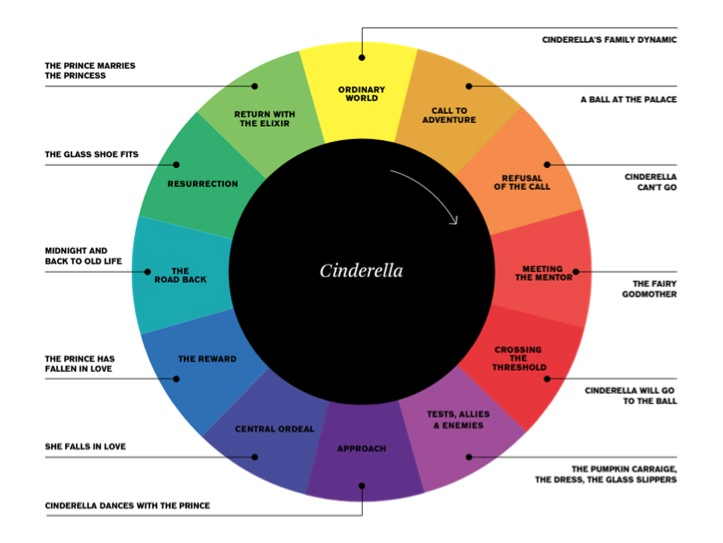 CINDERELLA'S FAMILY DYNAMIC
ORDINARY
WORLD
A BALL AT THE PALACE
CALL TO
ADVENTURE
CINDERELLA
CAN'T GO
REFUSAL
OF THE CALL
THE FAIRY
GODMOTHER
MEETING
THE MENTOR
CINDERELLA WILL GO
TO THE BALL
CROSSING
THE
THRESHOLD
THE PUMPKIN CARRAIGE,
THE DRESS, THE GLASS SLIPPERS
TESTS, ALLIES
& ENEMIES
CINDERELLA DANCES WITH THE PRINCE
APPROACH
SHE FALLS IN LOVE
CENTRAL ORDEAL
THE PRINCE HAS
FALLEN IN LOVE
THE REWARD
MIDNIGHT AND
BACK TO OLD LIFE
THE
ROAD BACK
THE GLASS SHOE FITS
RESURRECTION
THE PRINCE MARRIES
THE PRINCESS
RETURN WITH
THE ELIXIR
Cinderella